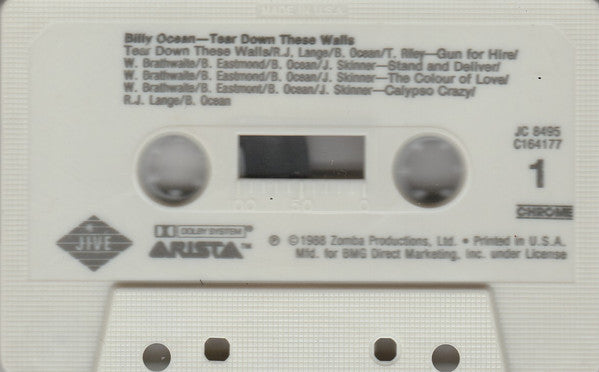 MADE IN U.S.A.
Billy Ocean—Tear Down These Walls
Tear Down These Walls/R.J. Lange/B. Ocean/T. Riley—Gun for Hire/
W. Brathwaite/B. Eastmond/B. Ocean/J. Skinner—Stand and Deliver/
W. Brathwaite/B. Eastmond/B. Ocean/J. Skinner—The Colour of Love/
W. Brathwaite/B. Eastmont/B. Ocean/J. Skinner—Calypso Crazy/
R.J. Lange/B. Ocean
JC 8495
C164177
1
CHROME
100 50 0
JIVE
DOLBY SYSTEM®
ARISTA™
℗ ©1988 Zomba Productions, Ltd. • Printed in U.S.A.
Mfd. for BMG Direct Marketing, Inc. under License